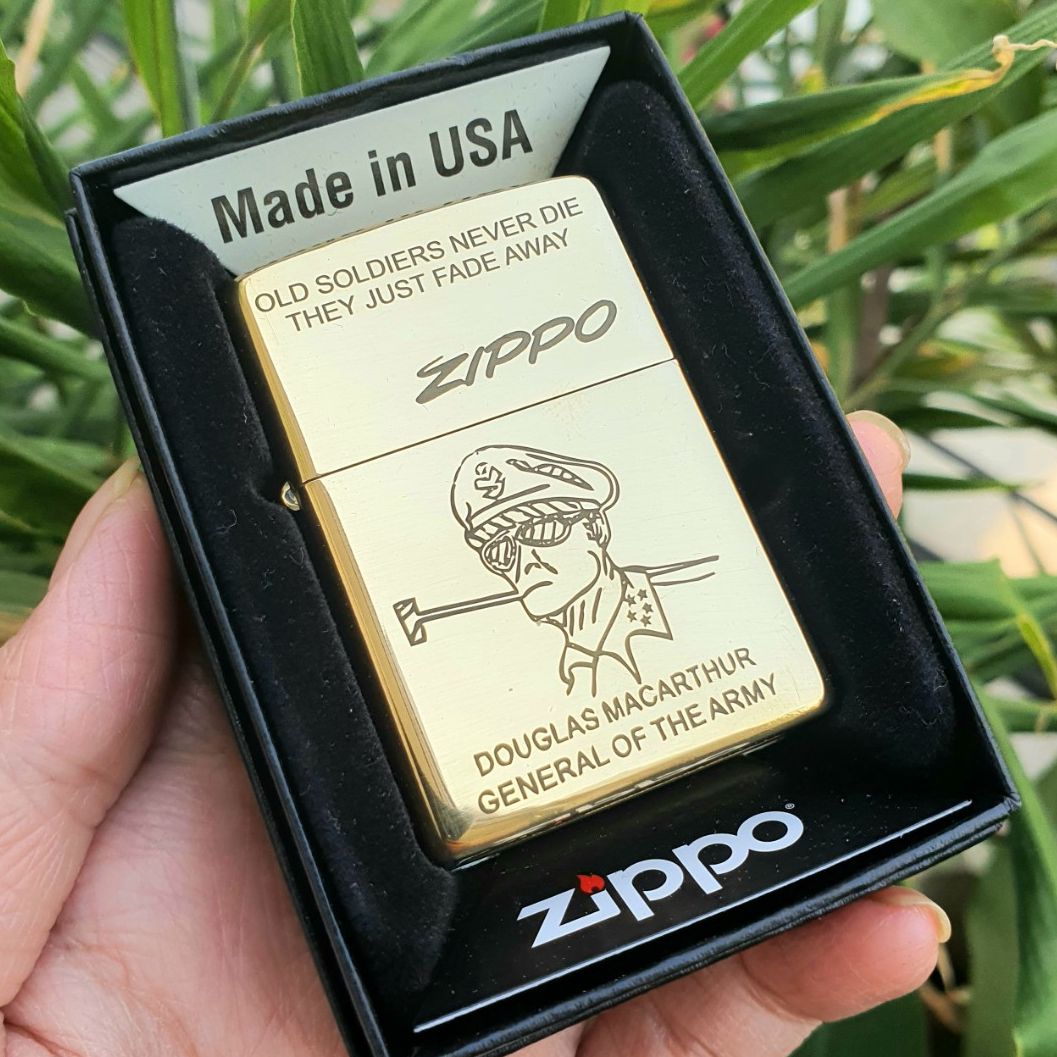 Made in USA
OLD SOLDIERS NEVER DIE
THEY JUST FADE AWAY
ZIPPO
DOUGLAS MACARTHUR
GENERAL OF THE ARMY
zippo®